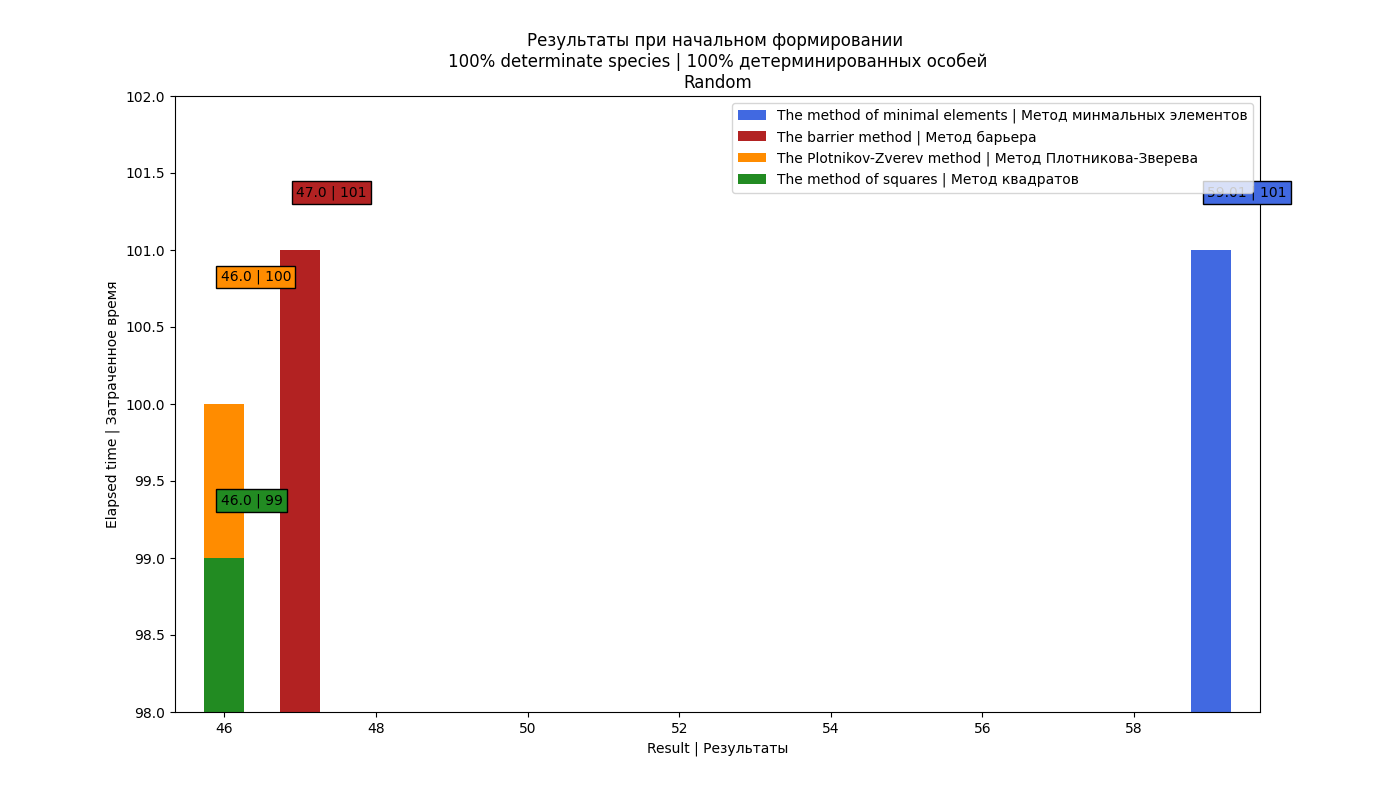 Результаты при начальном формировании
100% determinate species | 100% детерминированных особей
Random
102.0
101.5
101.0
100.5
100.0
99.5
99.0
98.5
98.0
Elapsed time | Затраченное время
The method of minimal elements | Метод минмальных элементов
The barrier method | Метод барьера
The Plotnikov-Zverev method | Метод Плотникова-Зверева
The method of squares | Метод квадратов
47.0 | 101
59.01 | 101
46.0 | 100
46.0 | 99
46
48
50
52
54
56
58
Result | Результаты